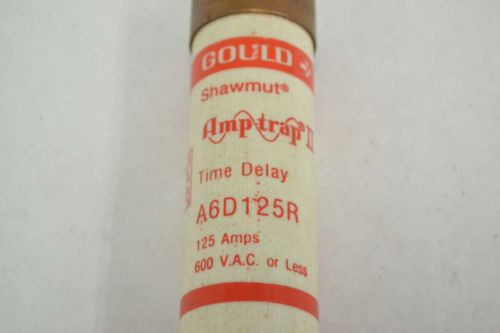 GOULD
Shawmut®
Amp-trap® II
Time Delay
A6D125R
125 Amps
600 V.A.C. or Less